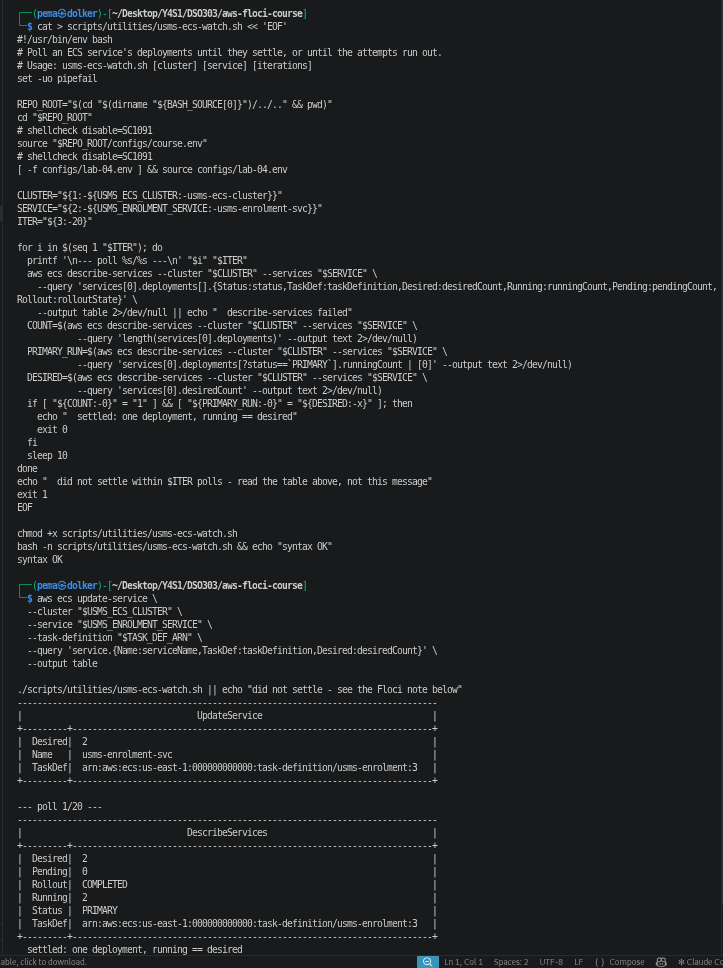 ┌──(pema㉿dolker)-[~/Desktop/Y4S1/DSO303/aws-floci-course]
└─$ cat > scripts/utilities/usms-ecs-watch.sh << 'EOF'
#!/usr/bin/env bash
# Poll an ECS service's deployments until they settle, or until the attempts run out.
# Usage: usms-ecs-watch.sh [cluster] [service] [iterations]
set -uo pipefail

REPO_ROOT="$(cd "$(dirname "${BASH_SOURCE[0]}")/../.." && pwd)"
cd "$REPO_ROOT"
# shellcheck disable=SC1091
source "$REPO_ROOT/configs/course.env"
# shellcheck disable=SC1091
[ -f configs/lab-04.env ] && source configs/lab-04.env

CLUSTER="${1:-${USMS_ECS_CLUSTER:-usms-ecs-cluster}}"
SERVICE="${2:-${USMS_ENROLMENT_SERVICE:-usms-enrolment-svc}}"
ITER="${3:-20}"

for i in $(seq 1 "$ITER"); do
  printf '\n--- poll %s/%s ---\n' "$i" "$ITER"
  aws ecs describe-services --cluster "$CLUSTER" --services "$SERVICE" \
    --query 'services[0].deployments[].{Status:status,TaskDef:taskDefinition,Desired:desiredCount,Running:runningCount,Pending:pendingCount,
Rollout:rolloutState}' \
    --output table 2>/dev/null || echo "  describe-services failed"
  COUNT=$(aws ecs describe-services --cluster "$CLUSTER" --services "$SERVICE" \
            --query 'length(services[0].deployments)' --output text 2>/dev/null)
  PRIMARY_RUN=$(aws ecs describe-services --cluster "$CLUSTER" --services "$SERVICE" \
            --query 'services[0].deployments[?status==`PRIMARY`].runningCount | [0]' --output text 2>/dev/null)
  DESIRED=$(aws ecs describe-services --cluster "$CLUSTER" --services "$SERVICE" \
            --query 'services[0].desiredCount' --output text 2>/dev/null)
  if [ "${COUNT:-0}" = "1" ] && [ "${PRIMARY_RUN:-0}" = "${DESIRED:-x}" ]; then
    echo "  settled: one deployment, running == desired"
    exit 0
  fi
  sleep 10
done
echo "  did not settle within $ITER polls - read the table above, not this message"
exit 1
EOF

chmod +x scripts/utilities/usms-ecs-watch.sh
bash -n scripts/utilities/usms-ecs-watch.sh && echo "syntax OK"
syntax OK

┌──(pema㉿dolker)-[~/Desktop/Y4S1/DSO303/aws-floci-course]
└─$ aws ecs update-service \
  --cluster "$USMS_ECS_CLUSTER" \
  --service "$USMS_ENROLMENT_SERVICE" \
  --task-definition "$TASK_DEF_ARN" \
  --query 'service.{Name:serviceName,TaskDef:taskDefinition,Desired:desiredCount}' \
  --output table

./scripts/utilities/usms-ecs-watch.sh || echo "did not settle - see the Floci note below"
------------------------------------------------------------------------------------
|                                   UpdateService                                  |
+---------+------------------------------------------------------------------------+
|  Desired|  2                                                                     |
|  Name   |  usms-enrolment-svc                                                    |
|  TaskDef|  arn:aws:ecs:us-east-1:000000000000:task-definition/usms-enrolment:3   |
+---------+------------------------------------------------------------------------+

--- poll 1/20 ---
------------------------------------------------------------------------------------
|                                 DescribeServices                                 |
+---------+------------------------------------------------------------------------+
|  Desired|  2                                                                     |
|  Pending|  0                                                                     |
|  Rollout|  COMPLETED                                                             |
|  Running|  2                                                                     |
|  Status |  PRIMARY                                                               |
|  TaskDef|  arn:aws:ecs:us-east-1:000000000000:task-definition/usms-enrolment:3   |
+---------+------------------------------------------------------------------------+
  settled: one deployment, running == desired
able, click to download. Ln 1, Col 1 Spaces: 2 UTF-8 LF { } Compose Claude Co